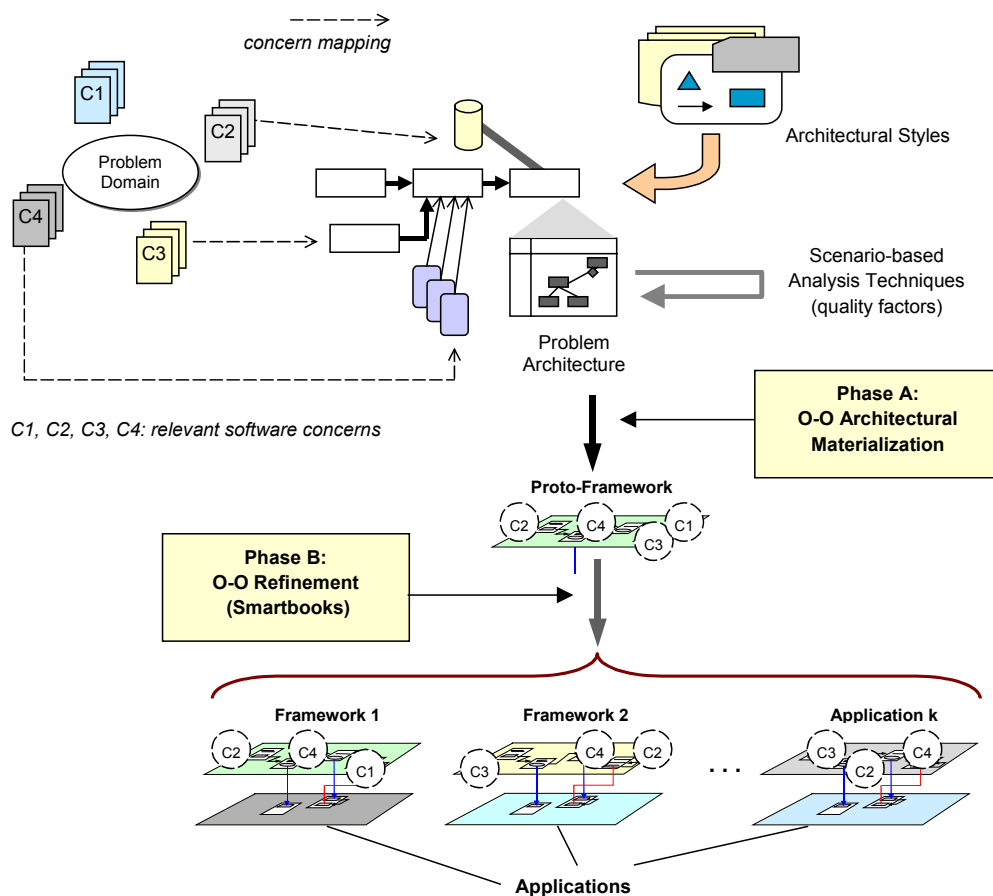 concern mapping
C1
C2
Problem
Domain
C4
C3
Architectural Styles
Scenario-based
Analysis Techniques
(quality factors)
Problem
Architecture
C1, C2, C3, C4: relevant software concerns
Phase A:
O-O Architectural
Materialization
Proto-Framework
C2
C4
C1
C3
Phase B:
O-O Refinement
(Smartbooks)
Framework 1
Framework 2
Application k
C2
C4
C1
C3
C4
C2
. . .
C3
C2
C4
Applications